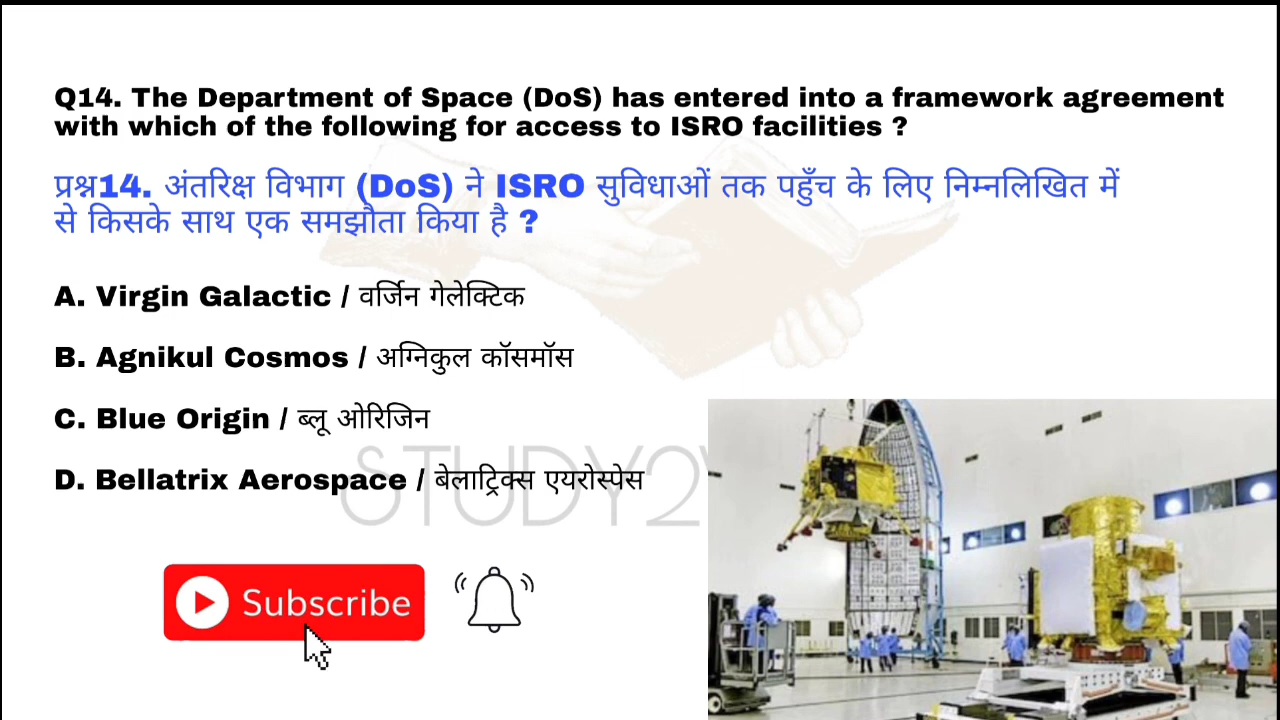 Q14. The Department of Space (DoS) has entered into a framework agreement
with which of the following for access to ISRO facilities ?
प्रश्न14. अंतरिक्ष विभाग (DoS) ने ISRO सुविधाओं तक पहुँच के लिए निम्नलिखित में
से किसके साथ एक समझौता किया है ?
A. Virgin Galactic / वर्जिन गेलेक्टिक
B. Agnikul Cosmos / अग्निकुल कॉसमॉस
C. Blue Origin / ब्लू ओरिजिन
D. Bellatrix Aerospace / बेलाट्रिक्स एयरोस्पेस
STUDY2
Subscribe